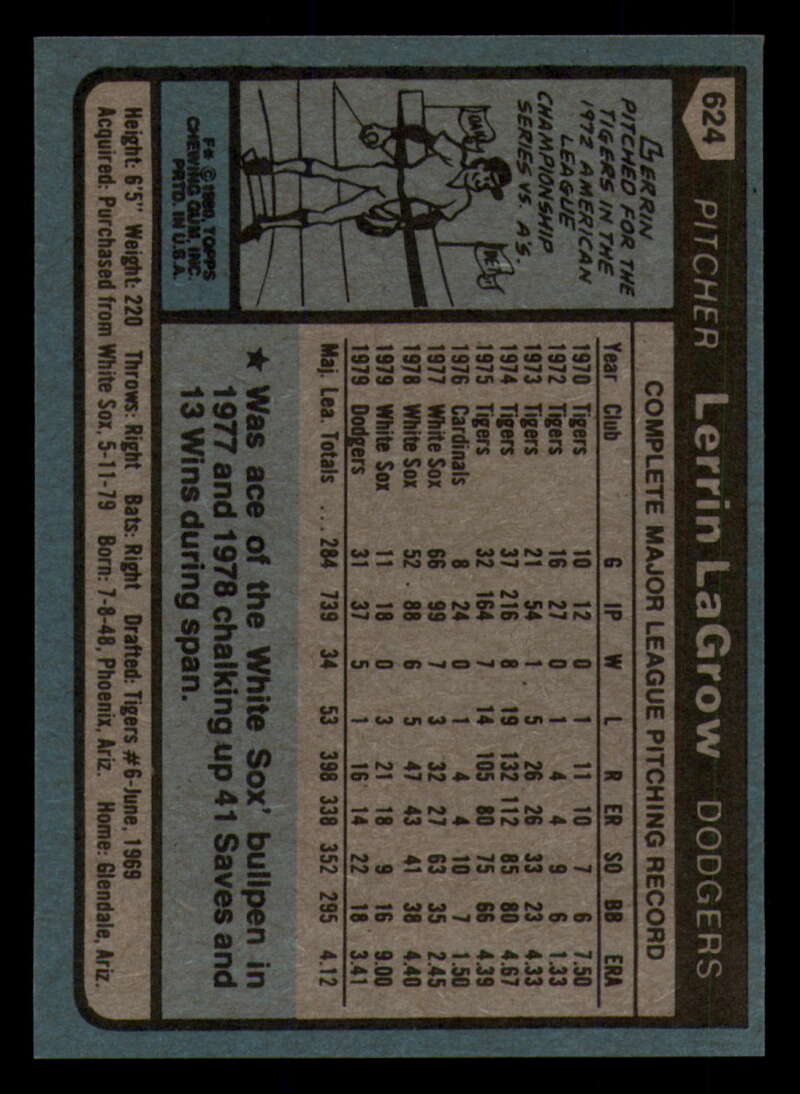 624 PITCHER Lerrin LaGrow DODGERS
LERRIN
PITCHED FOR THE
TIGERS IN THE
1972 AMERICAN
LEAGUE
CHAMPIONSHIP
SERIES VS. A'S.
F* © 1980, TOPPS
CHEWING GUM, INC.
PRTD. IN U.S.A.
COMPLETE MAJOR LEAGUE PITCHING RECORD
Year Club G IP W L R ER SO BB ERA
1970 Tigers 10 12 0 1 11 10 7 6 7.50
1972 Tigers 16 27 0 1 4 4 9 6 1.33
1973 Tigers 21 54 1 5 26 26 33 23 4.33
1974 Tigers 37 216 8 19 132 112 85 80 4.67
1975 Tigers 32 164 7 14 105 80 75 66 4.39
1976 Cardinals 8 24 0 1 4 4 10 7 1.50
1977 White Sox 66 99 7 3 32 27 63 35 2.45
1978 White Sox 52 88 6 5 47 43 41 38 4.40
1979 White Sox 11 18 0 3 21 18 9 16 9.00
1979 Dodgers 31 37 5 1 16 14 22 18 3.41
Maj. Lea. Totals ... 284 739 34 53 398 338 352 295 4.12
★ Was ace of the White Sox' bullpen in
1977 and 1978 chalking up 41 Saves and
13 Wins during span.
Height: 6'5" Weight: 220 Throws: Right Bats: Right Drafted: Tigers #6-June, 1969
Acquired: Purchased from White Sox, 5-11-79 Born: 7-8-48, Phoenix, Ariz. Home: Glendale, Ariz.